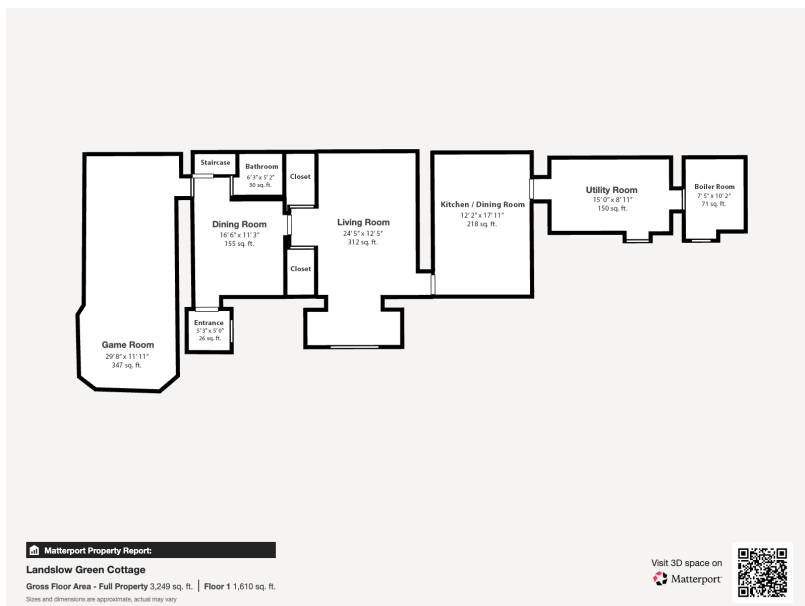 Staircase
Bathroom
6' 3" x 5' 2"
30 sq. ft.
Closet
Dining Room
16' 6" x 11' 3"
155 sq. ft.
Living Room
24' 5" x 12' 5"
312 sq. ft.
Closet
Kitchen / Dining Room
12' 2" x 17' 11"
218 sq. ft.
Utility Room
15' 0" x 8' 11"
150 sq. ft.
Boiler Room
7' 5" x 10' 2"
71 sq. ft.
Entrance
5' 3" x 5' 0"
26 sq. ft.
Game Room
29' 8" x 11' 11"
347 sq. ft.
Matterport Property Report:
Landslow Green Cottage
Gross Floor Area - Full Property 3,249 sq. ft. | Floor 1 1,610 sq. ft.
Sizes and dimensions are approximate, actual may vary
Visit 3D space on
Matterport